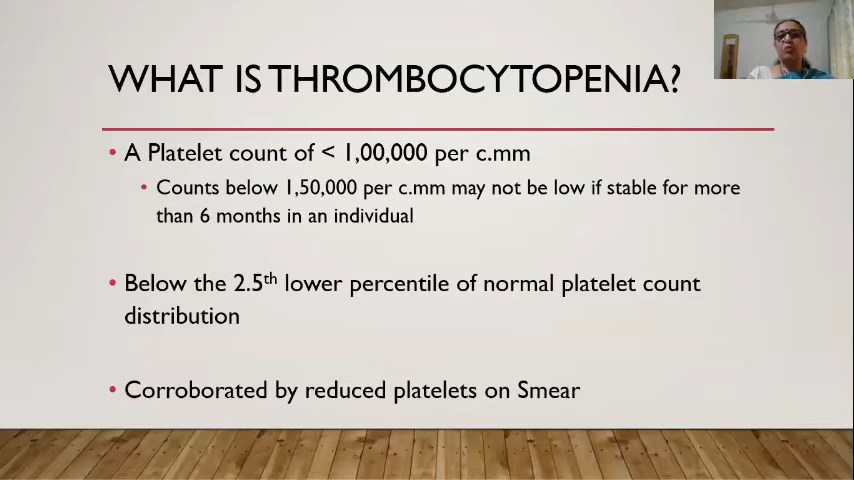 WHAT IS THROMBOCYTOPENIA?
• A Platelet count of < 1,00,000 per c.mm
• Counts below 1,50,000 per c.mm may not be low if stable for more
than 6 months in an individual
• Below the 2.5th lower percentile of normal platelet count
distribution
• Corroborated by reduced platelets on Smear